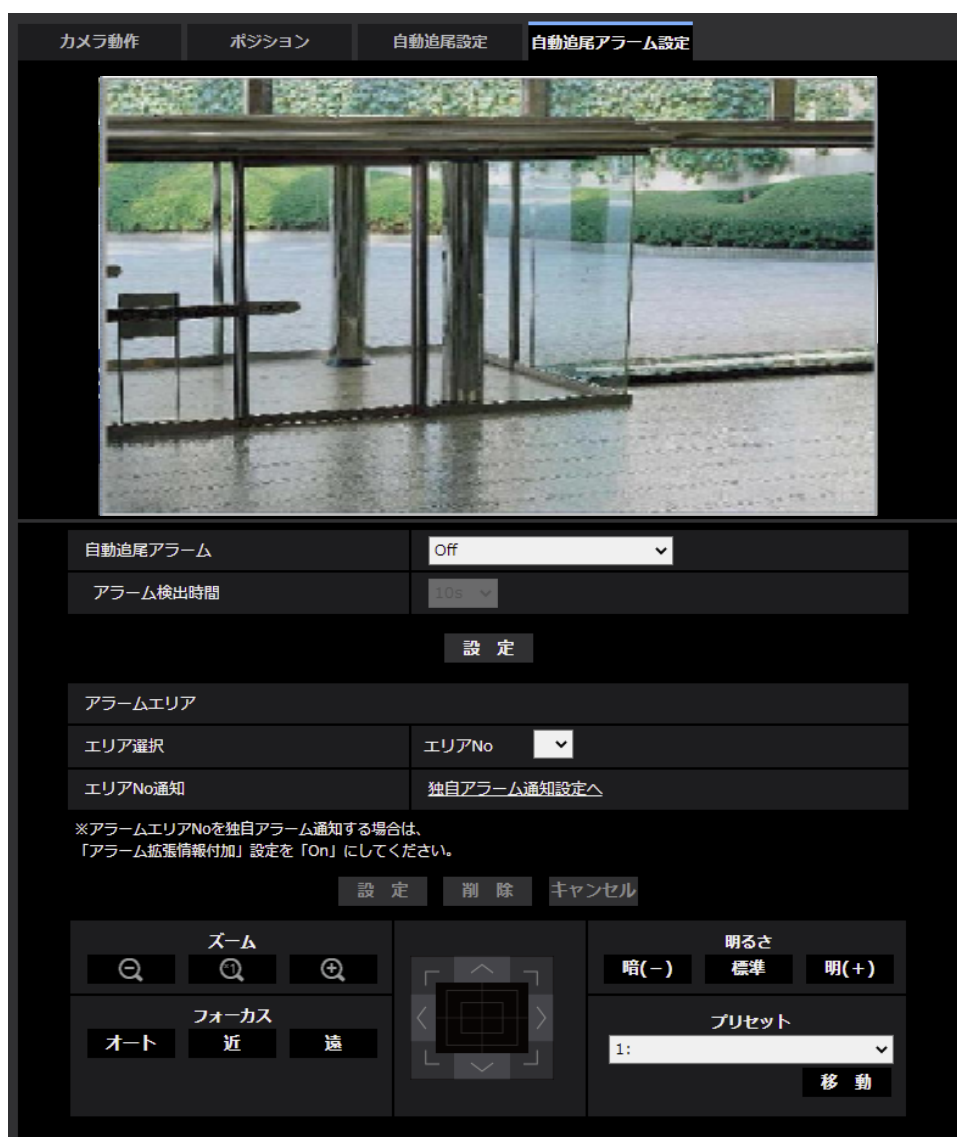 カメラ動作 ポジション 自動追尾設定 自動追尾アラーム設定
自動追尾アラーム Off
アラーム検出時間 10s
設 定
アラームエリア
エリア選択 エリアNo
エリアNo通知 独自アラーム通知設定へ
※アラームエリアNoを独自アラーム通知する場合は、
「アラーム拡張情報付加」設定を「On」にしてください。
設 定 削 除 キャンセル
ズーム 明るさ
×1 暗(−) 標準 明(+)
フォーカス プリセット
オート 近 遠 1:
移 動